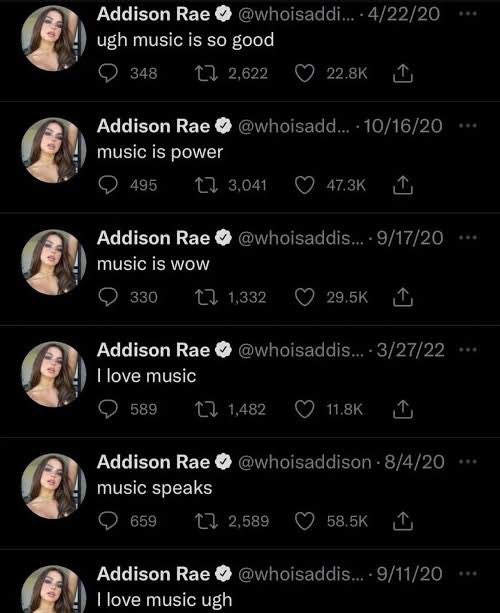 Addison Rae @whoisaddi... · 4/22/20
ugh music is so good
348 2,622 22.8K
Addison Rae @whoisadd... · 10/16/20
music is power
495 3,041 47.3K
Addison Rae @whoisaddis... · 9/17/20
music is wow
330 1,332 29.5K
Addison Rae @whoisaddis... · 3/27/22
I love music
589 1,482 11.8K
Addison Rae @whoisaddison · 8/4/20
music speaks
659 2,589 58.5K
Addison Rae @whoisaddis... · 9/11/20
I love music ugh